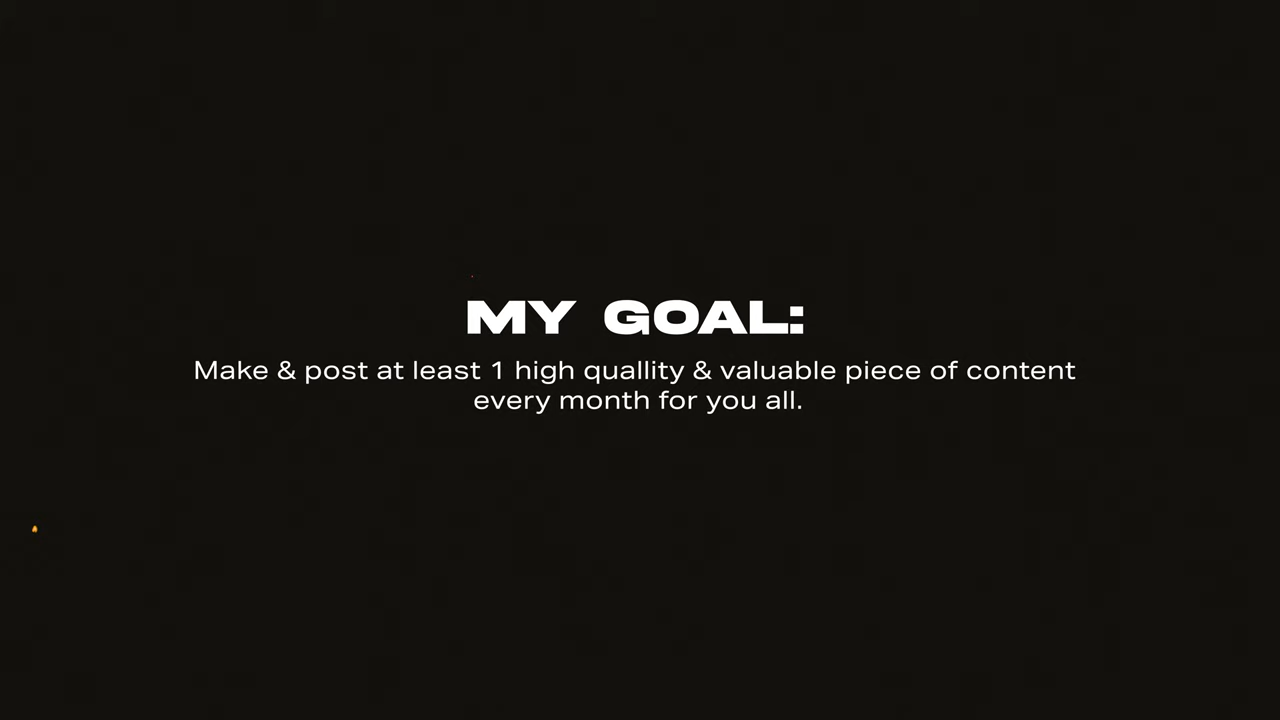 MY GOAL:
Make & post at least 1 high quallity & valuable piece of content
every month for you all.